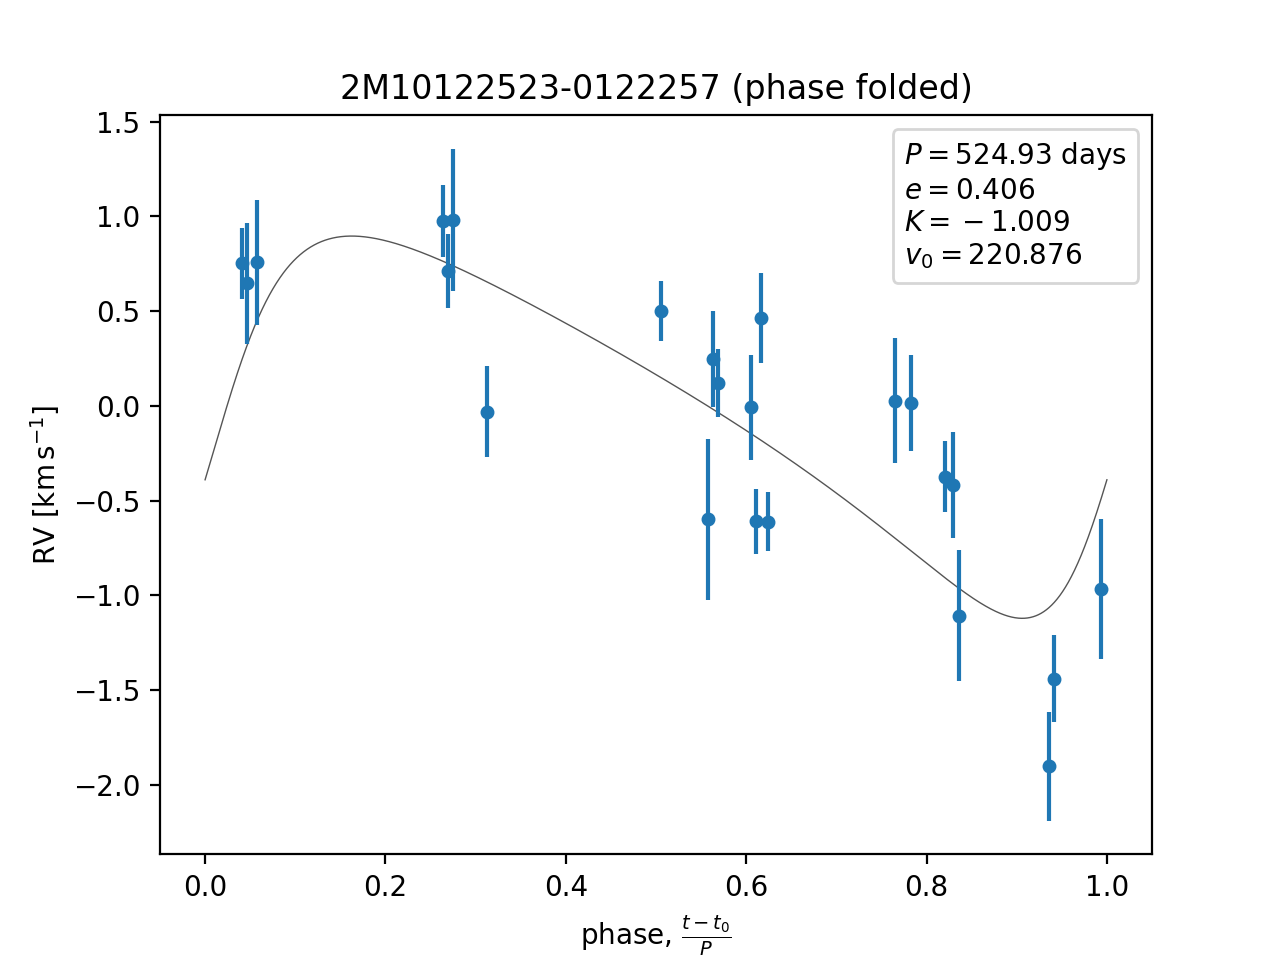 2M10122523-0122257 (phase folded)
P = 524.93 days
e = 0.406
K = −1.009
v₀ = 220.876
RV [km s⁻¹]
1.5
1.0
0.5
0.0
−0.5
−1.0
−1.5
−2.0
0.0 0.2 0.4 0.6 0.8 1.0
phase, (t − t₀)/P